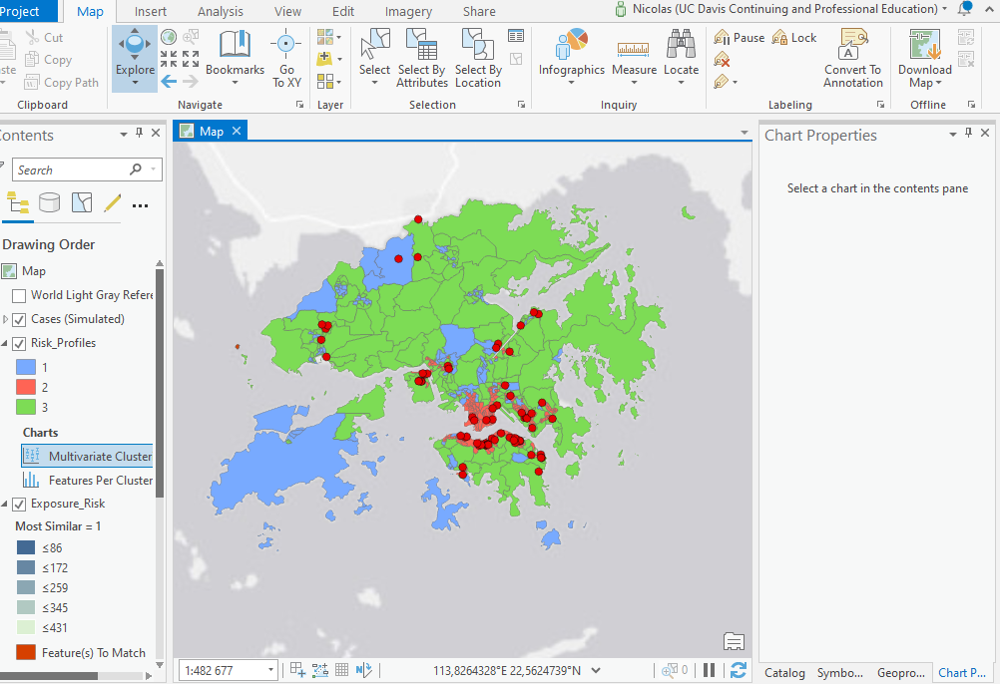 Project Map Insert Analysis View Edit Imagery Share Nicolas (UC Davis Continuing and Professional Education)
Cut
Copy
Copy Path
Clipboard
Explore
Bookmarks
Go
To XY
Navigate
Layer
Select
Select By
Attributes
Select By
Location
Selection
Infographics
Measure
Locate
Inquiry
Pause
Lock
Convert To
Annotation
Labeling
Download
Map
Offline
Contents
Search
Drawing Order
Map
World Light Gray Refere
Cases (Simulated)
Risk_Profiles
1
2
3
Charts
Multivariate Cluster
Features Per Cluster
Exposure_Risk
Most Similar = 1
≤86
≤172
≤259
≤345
≤431
Feature(s) To Match
Map
1:482 677
113,8264328°E 22,5624739°N
0
Chart Properties
Select a chart in the contents pane
Catalog Symbo... Geopro... Chart P...